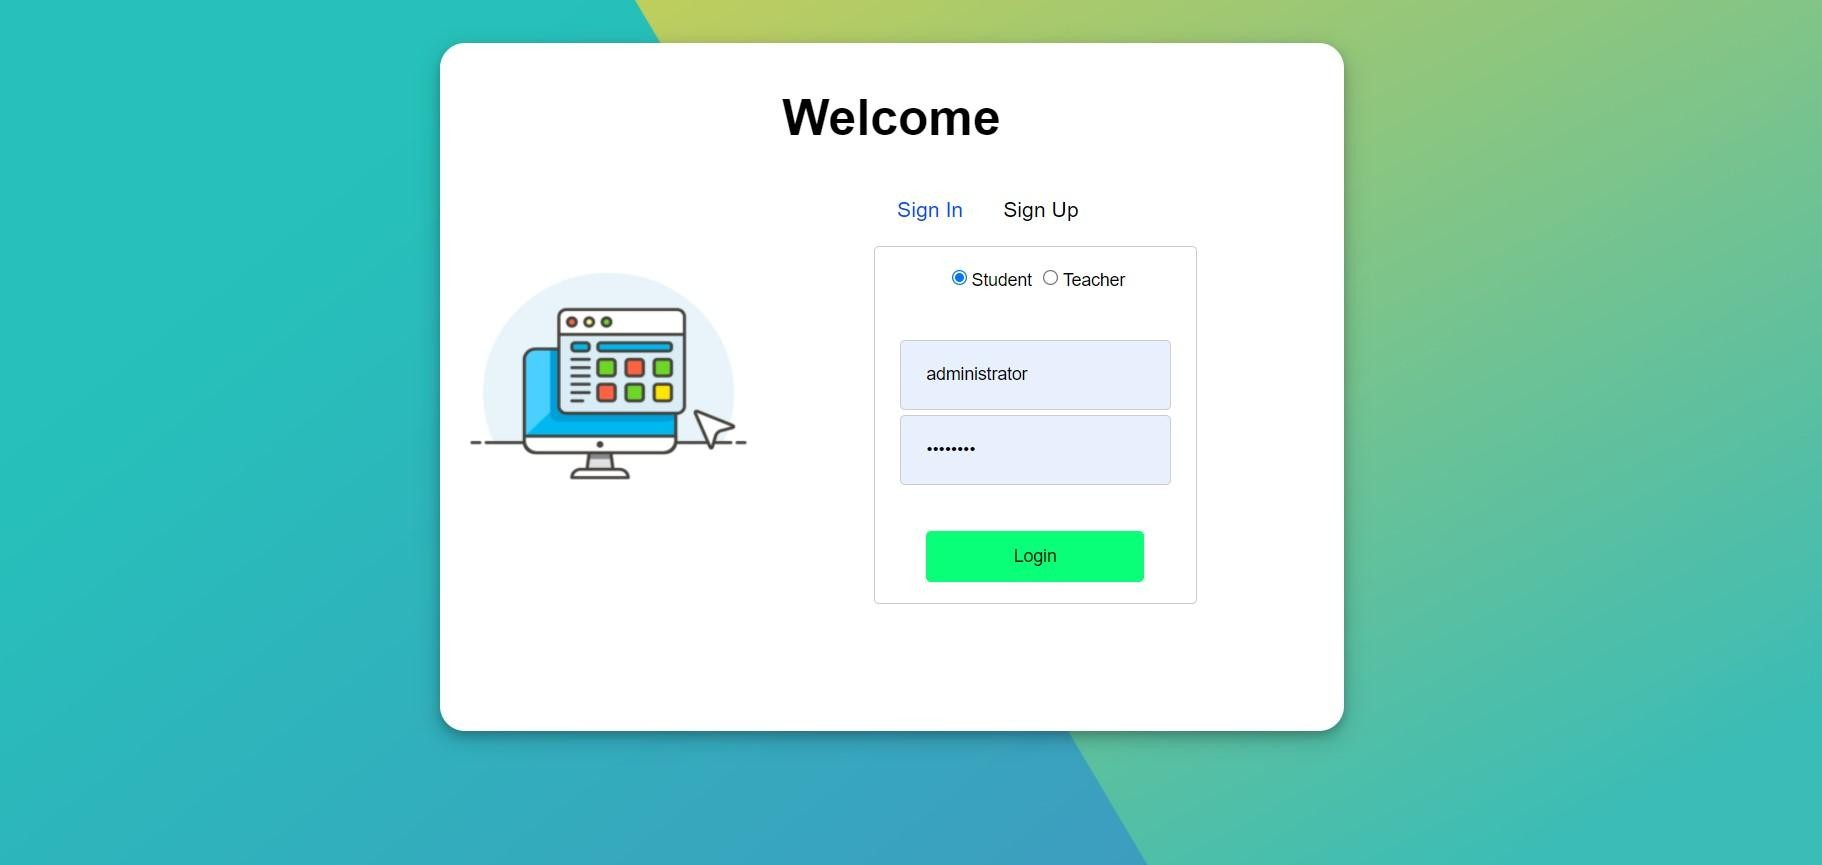 Welcome
Sign In Sign Up
Student Teacher
administrator
••••••••
Login